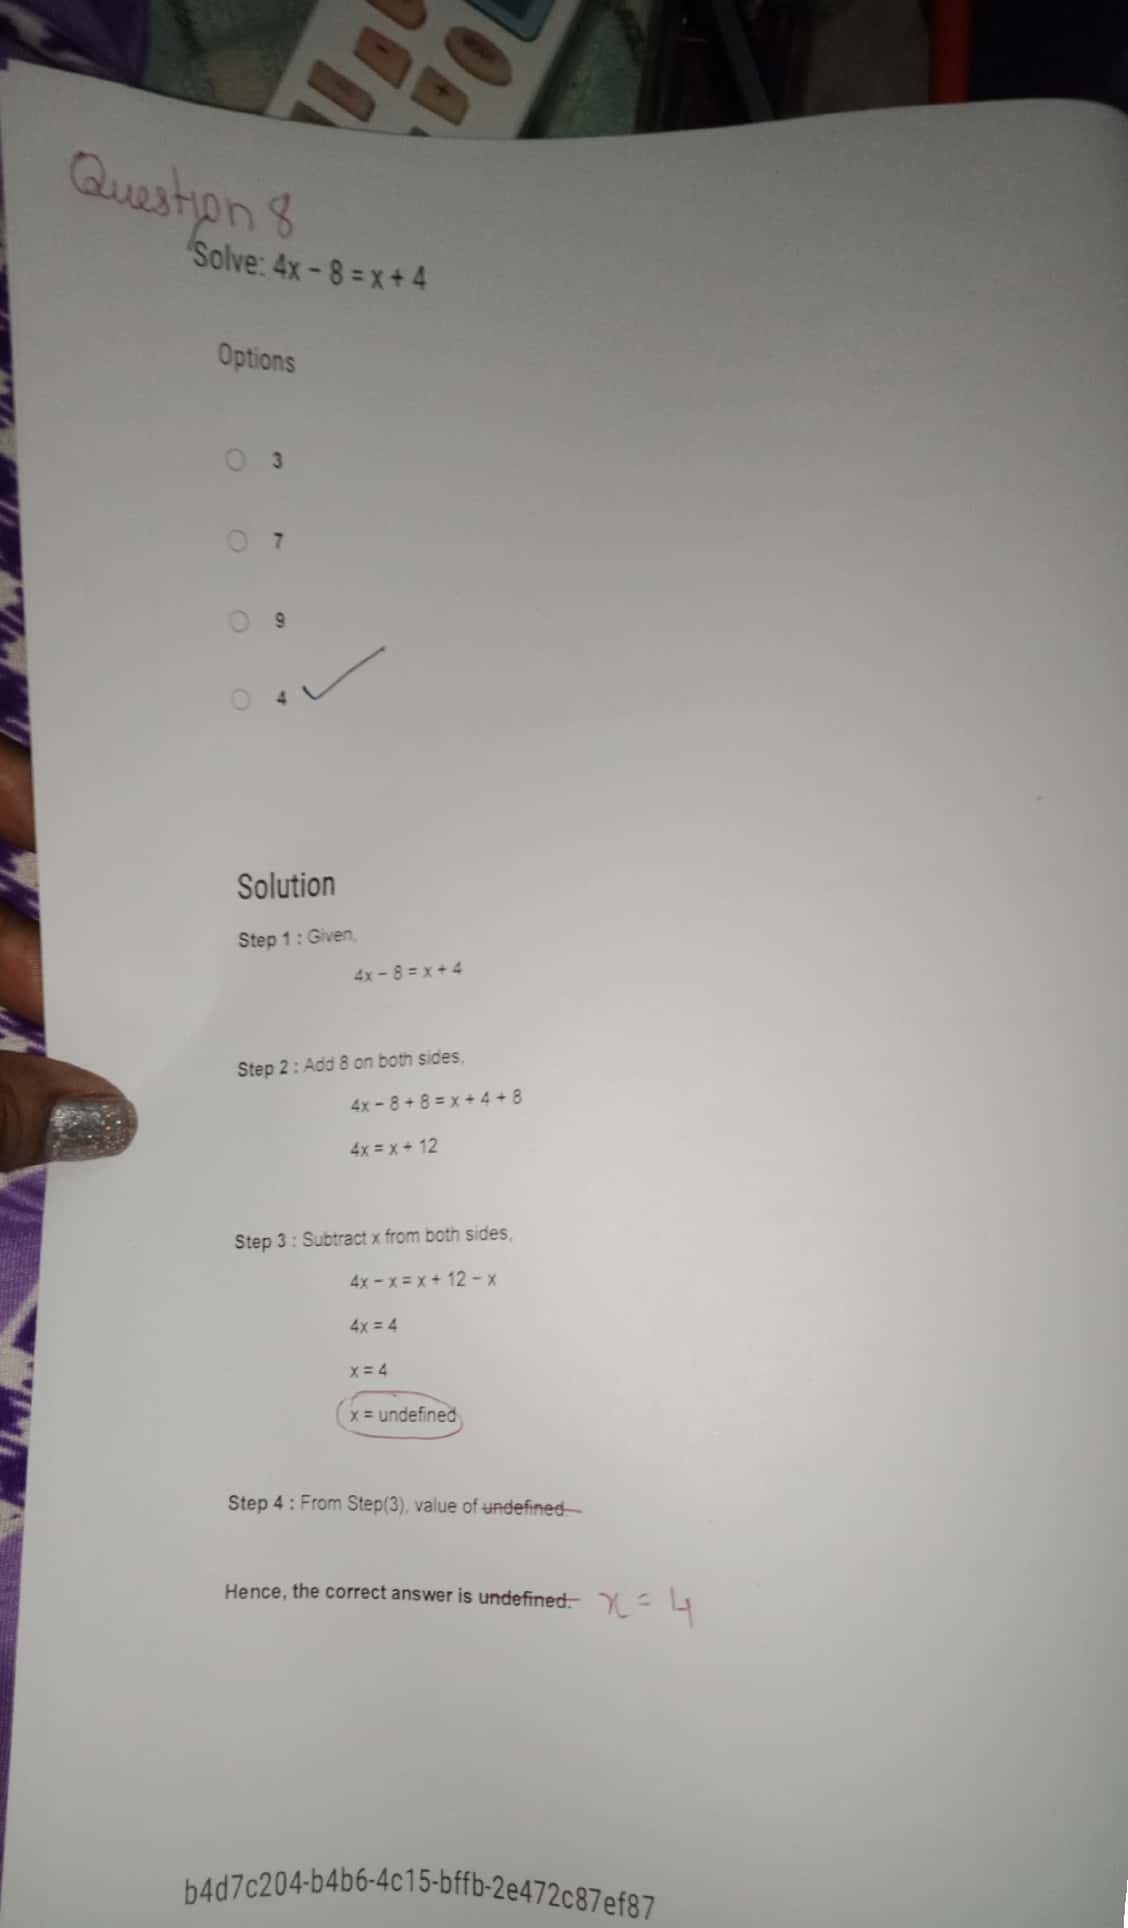 Question 8
Solve: 4x − 8 = x + 4
Options
3
7
9
4
Solution
Step 1 : Given,
4x − 8 = x + 4
Step 2 : Add 8 on both sides,
4x − 8 + 8 = x + 4 + 8
4x = x + 12
Step 3 : Subtract x from both sides,
4x − x = x + 12 − x
4x = 4
x = 4
x = undefined
Step 4 : From Step(3), value of undefined.
Hence, the correct answer is undefined. x = 4
b4d7c204-b4b6-4c15-bffb-2e472c87ef87